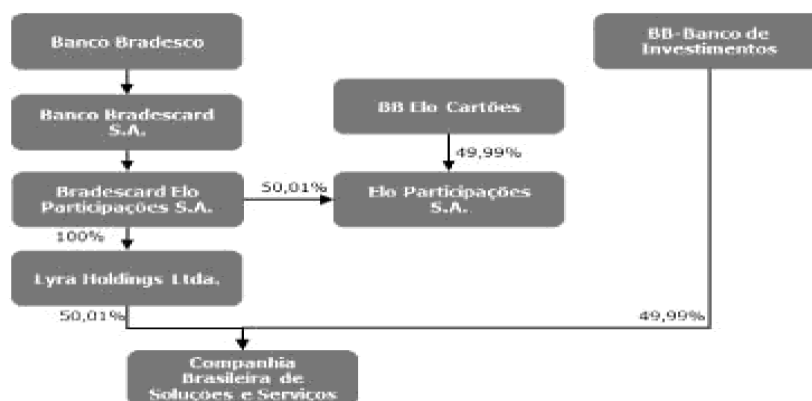 Banco Bradesco
BB-Banco de
Investimentos
Banco Bradescard
S.A.
BB Elo Cartões
49,99%
Bradescard Elo
Participações S.A.
50,01%
Elo Participações
S.A.
100%
Lyra Holdings Ltda.
50,01%
49,99%
Companhia
Brasileira de
Soluções e Serviços